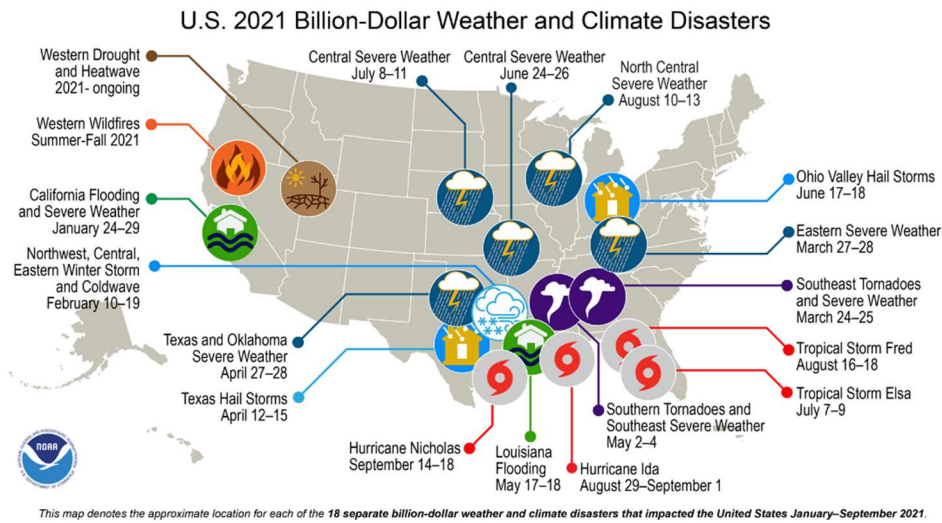 U.S. 2021 Billion-Dollar Weather and Climate Disasters
Western Drought
and Heatwave
2021- ongoing
Central Severe Weather
July 8–11
Central Severe Weather
June 24–26
North Central
Severe Weather
August 10–13
Western Wildfires
Summer-Fall 2021
California Flooding
and Severe Weather
January 24–29
Northwest, Central,
Eastern Winter Storm
and Coldwave
February 10–19
Ohio Valley Hail Storms
June 17–18
Eastern Severe Weather
March 27–28
Southeast Tornadoes
and Severe Weather
March 24–25
Texas and Oklahoma
Severe Weather
April 27–28
Texas Hail Storms
April 12–15
Tropical Storm Fred
August 16–18
Tropical Storm Elsa
July 7–9
Southern Tornadoes and
Southeast Severe Weather
May 2–4
Hurricane Nicholas
September 14–18
Louisiana
Flooding
May 17–18
Hurricane Ida
August 29–September 1
NOAA
This map denotes the approximate location for each of the 18 separate billion-dollar weather and climate disasters that impacted the United States January–September 2021.